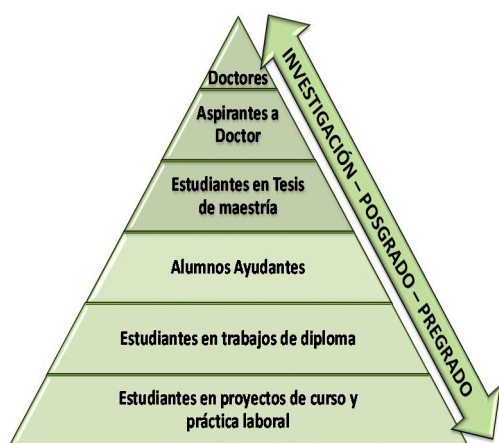 Doctores
Aspirantes a
Doctor
Estudiantes en Tesis
de maestría
Alumnos Ayudantes
Estudiantes en trabajos de diploma
Estudiantes en proyectos de curso y
práctica laboral
INVESTIGACIÓN – POSGRADO – PREGRADO